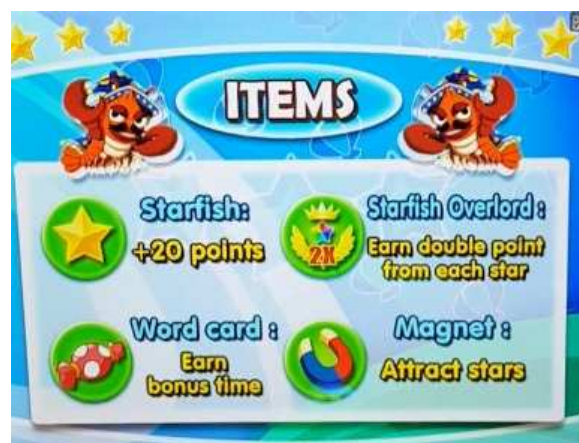 ITEMS
Starfish:
+20 points
Starfish Overlord :
2X
Earn double point
from each star
Word card :
Earn
bonus time
Magnet :
Attract stars